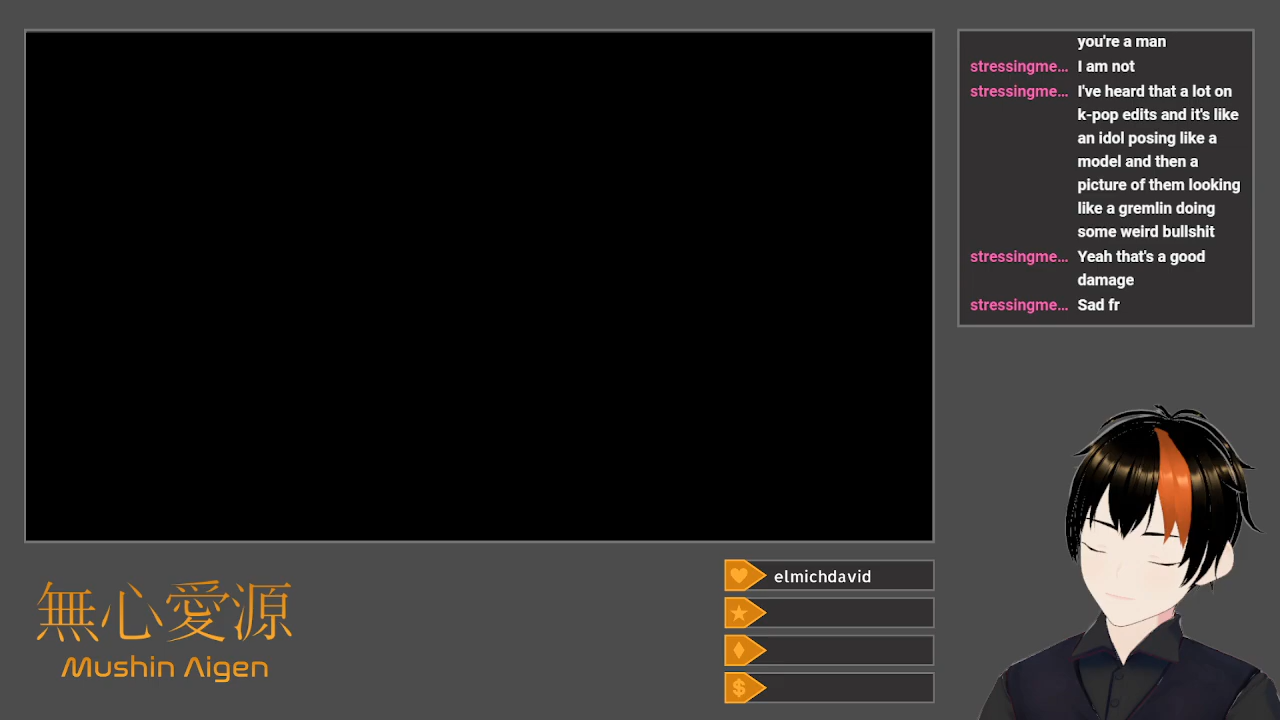 you're a man
stressingme... I am not
stressingme... I've heard that a lot on
k-pop edits and it's like
an idol posing like a
model and then a
picture of them looking
like a gremlin doing
some weird bullshit
stressingme... Yeah that's a good
damage
stressingme... Sad fr
elmichdavid
$
無心愛源
Mushin Aigen